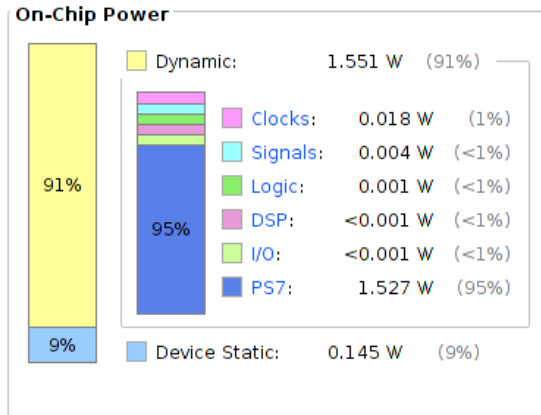 On-Chip Power
Dynamic: 1.551 W (91%)
Clocks: 0.018 W (1%)
Signals: 0.004 W (<1%)
Logic: 0.001 W (<1%)
91%
DSP: <0.001 W (<1%)
95%
I/O: <0.001 W (<1%)
PS7: 1.527 W (95%)
9%
Device Static: 0.145 W (9%)